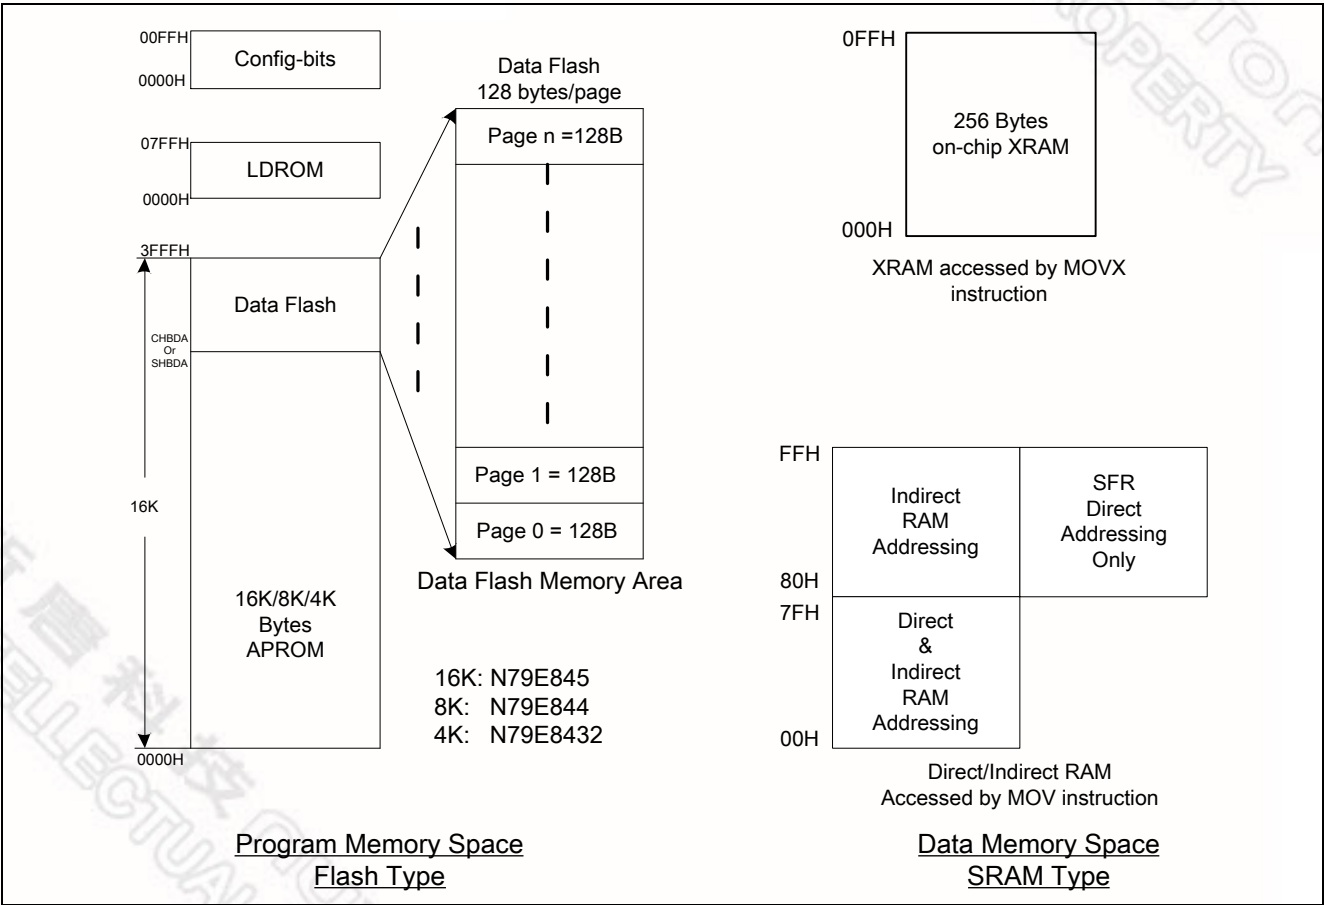 00FFH
Config-bits
0000H
07FFH
LDROM
0000H
3FFFH
Data Flash
CHBDA
Or
SHBDA
16K
16K/8K/4K
Bytes
APROM
0000H
Data Flash
128 bytes/page
Page n =128B
Page 1 = 128B
Page 0 = 128B
Data Flash Memory Area
16K: N79E845
8K: N79E844
4K: N79E8432
Program Memory Space
Flash Type
0FFH
256 Bytes
on-chip XRAM
000H
XRAM accessed by MOVX
instruction
FFH
Indirect
RAM
Addressing
SFR
Direct
Addressing
Only
80H
7FH
Direct
&
Indirect
RAM
Addressing
00H
Direct/Indirect RAM
Accessed by MOV instruction
Data Memory Space
SRAM Type